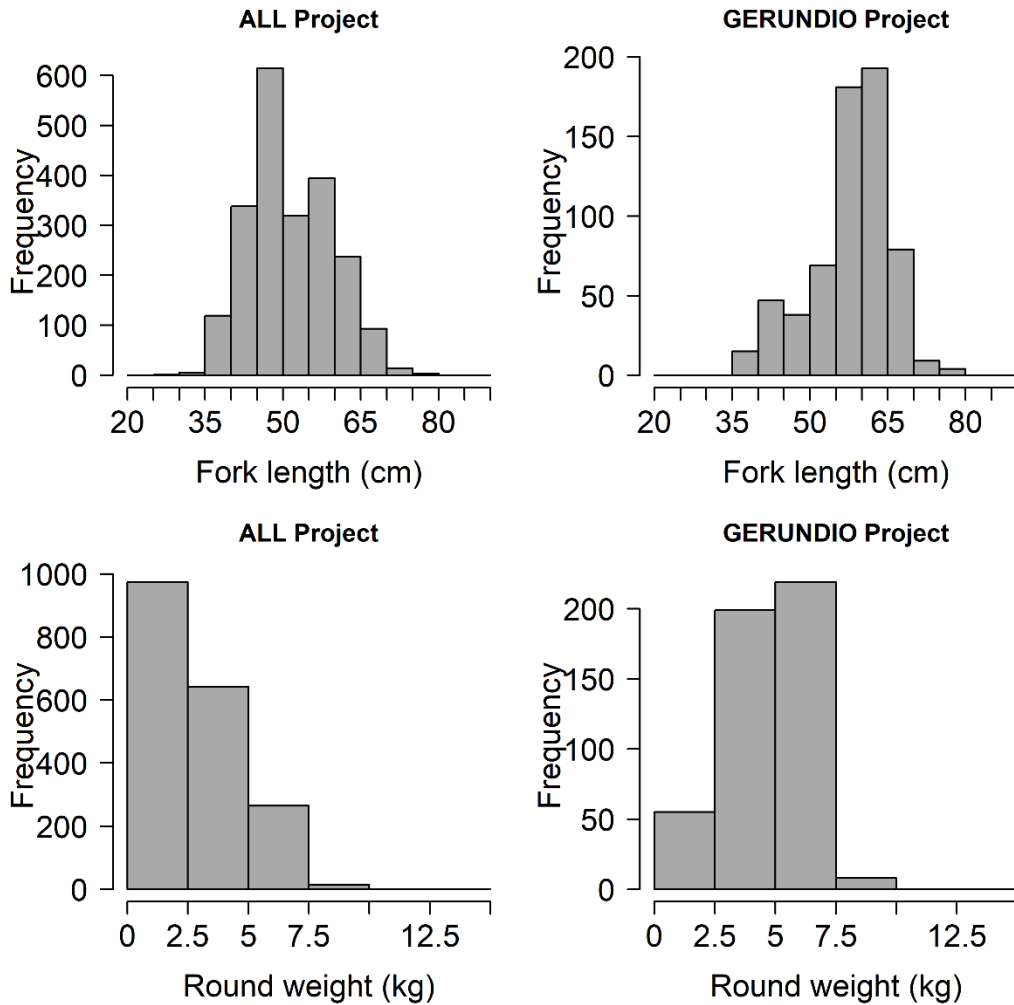 ALL Project
Frequency
0
100
200
300
400
500
600
20 35 50 65 80
Fork length (cm)
GERUNDIO Project
Frequency
0
50
100
150
200
20 35 50 65 80
Fork length (cm)
ALL Project
Frequency
0
200
400
600
800
1000
0 2.5 5 7.5 12.5
Round weight (kg)
GERUNDIO Project
Frequency
0
50
100
150
200
0 2.5 5 7.5 12.5
Round weight (kg)